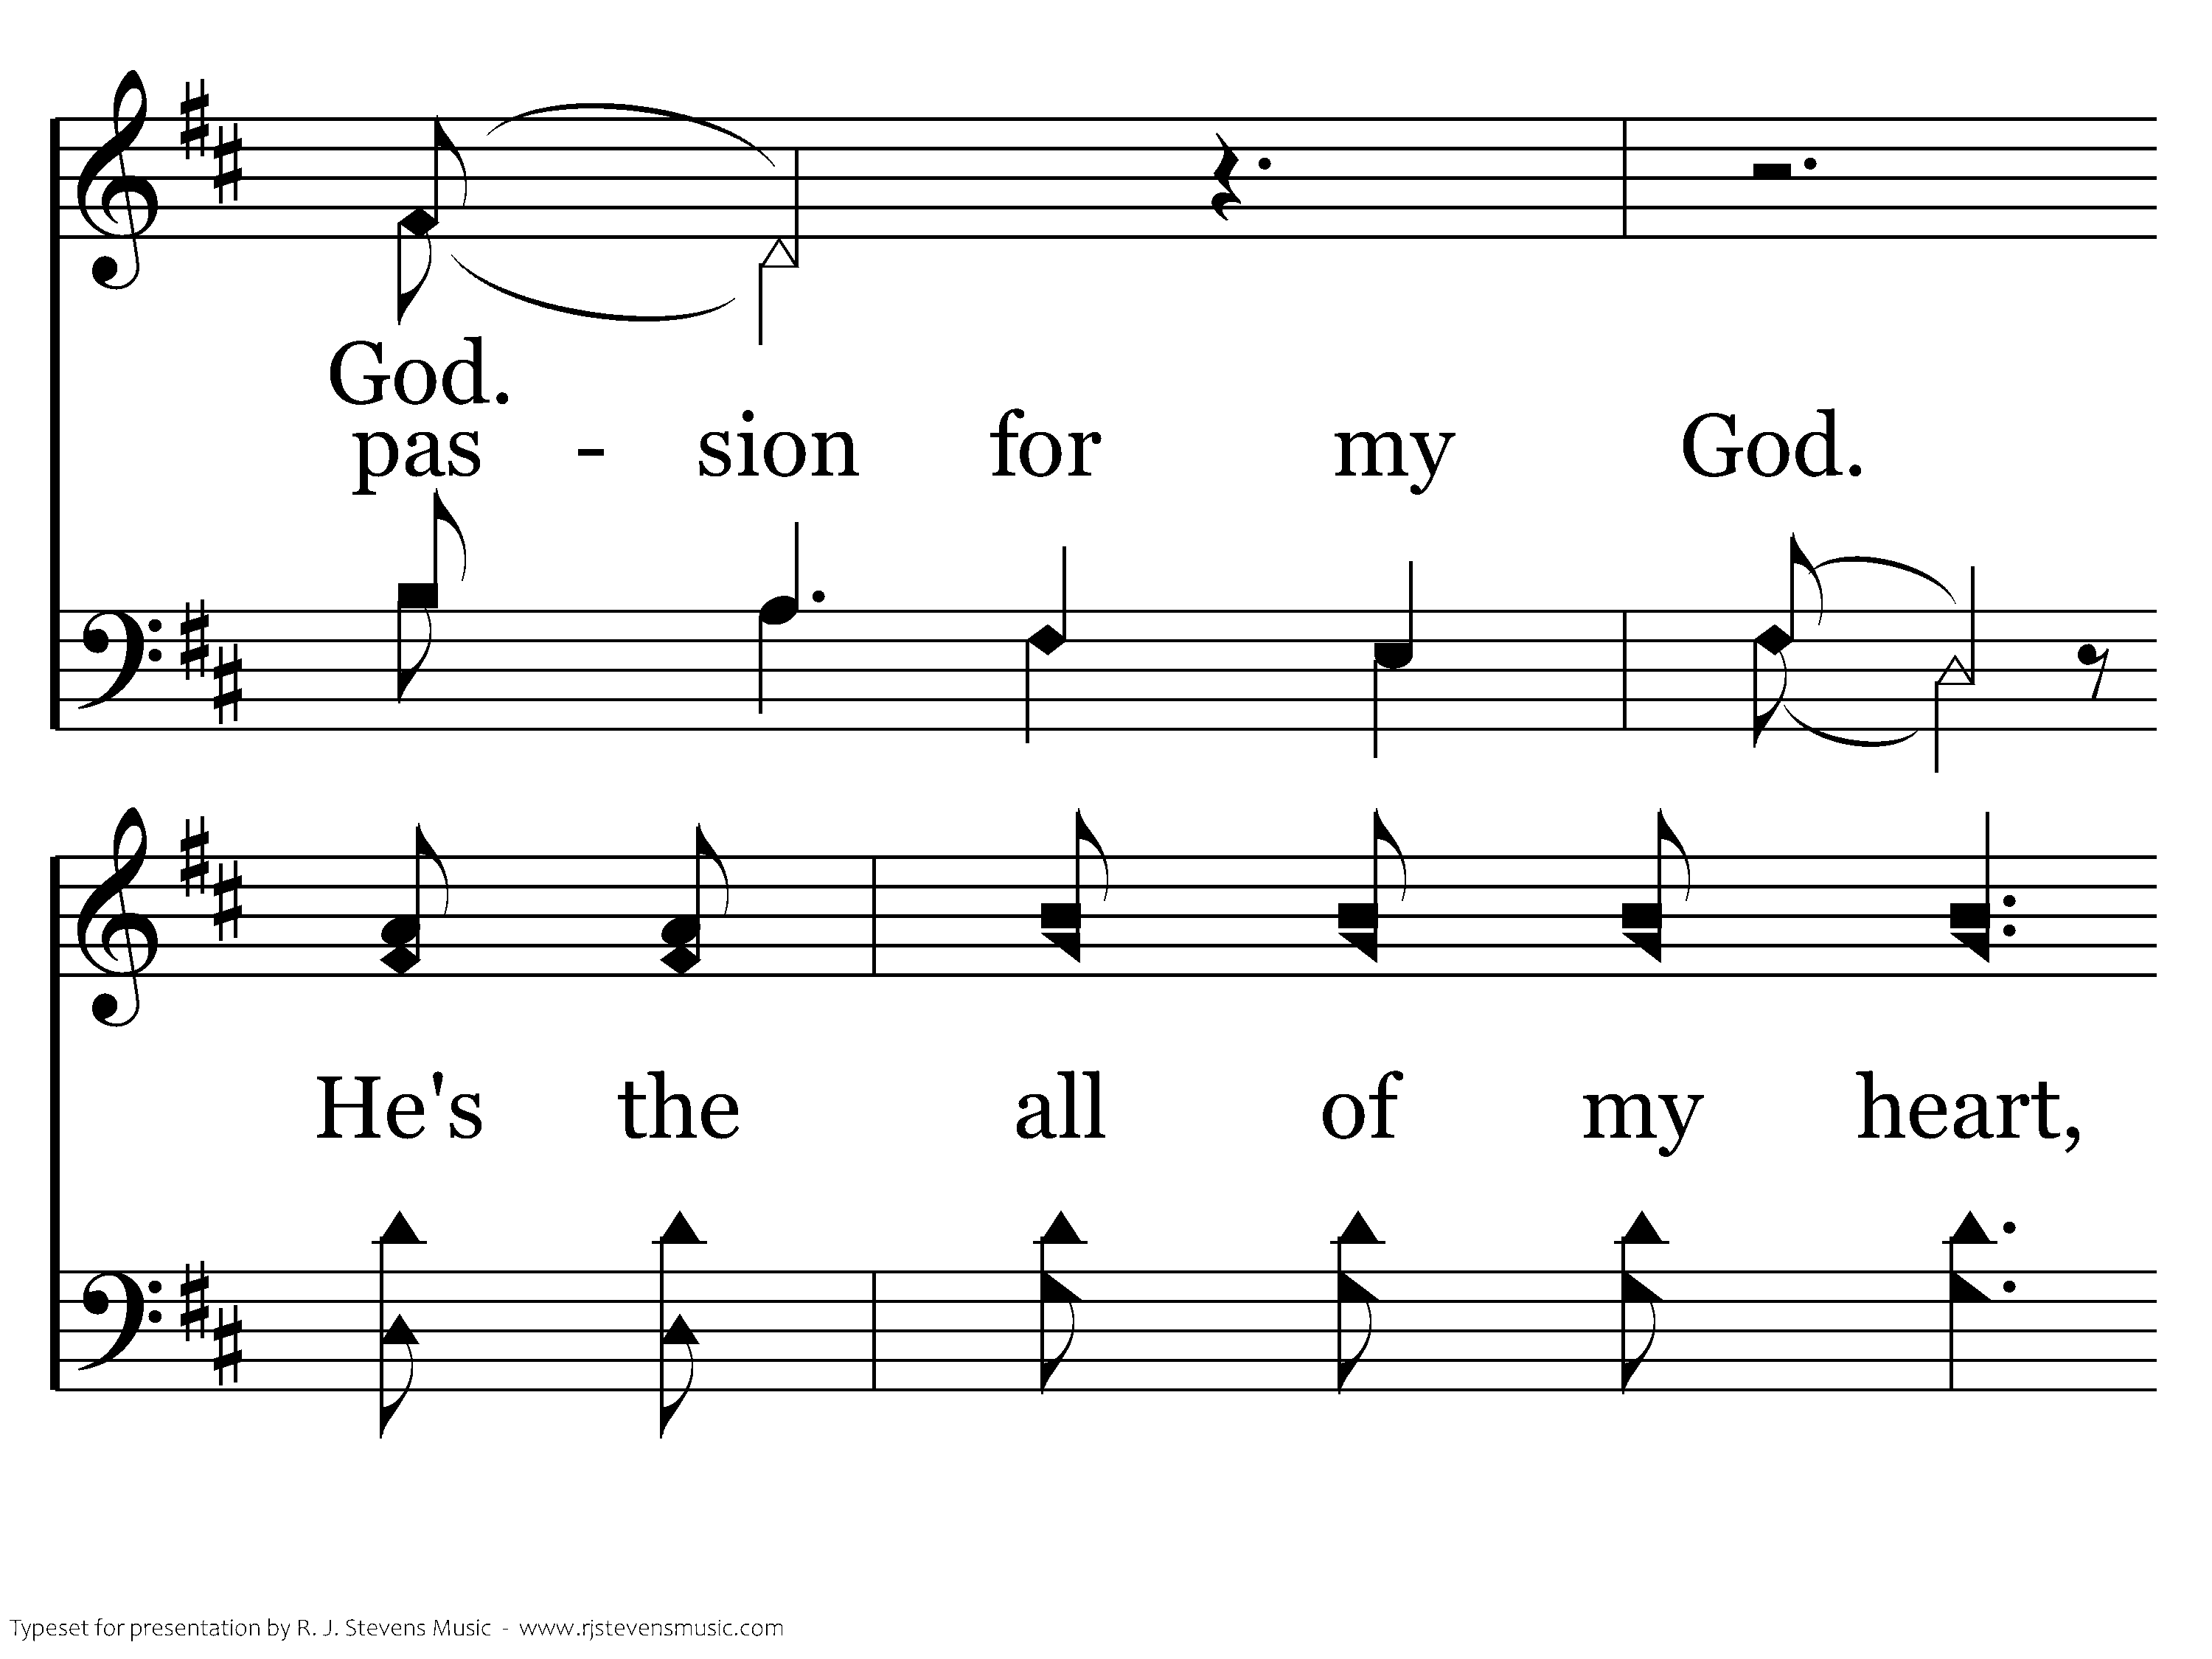 God.
pas - sion for my God.
He's the all of my heart,
Typeset for presentation by R. J. Stevens Music - www.rjstevensmusic.com